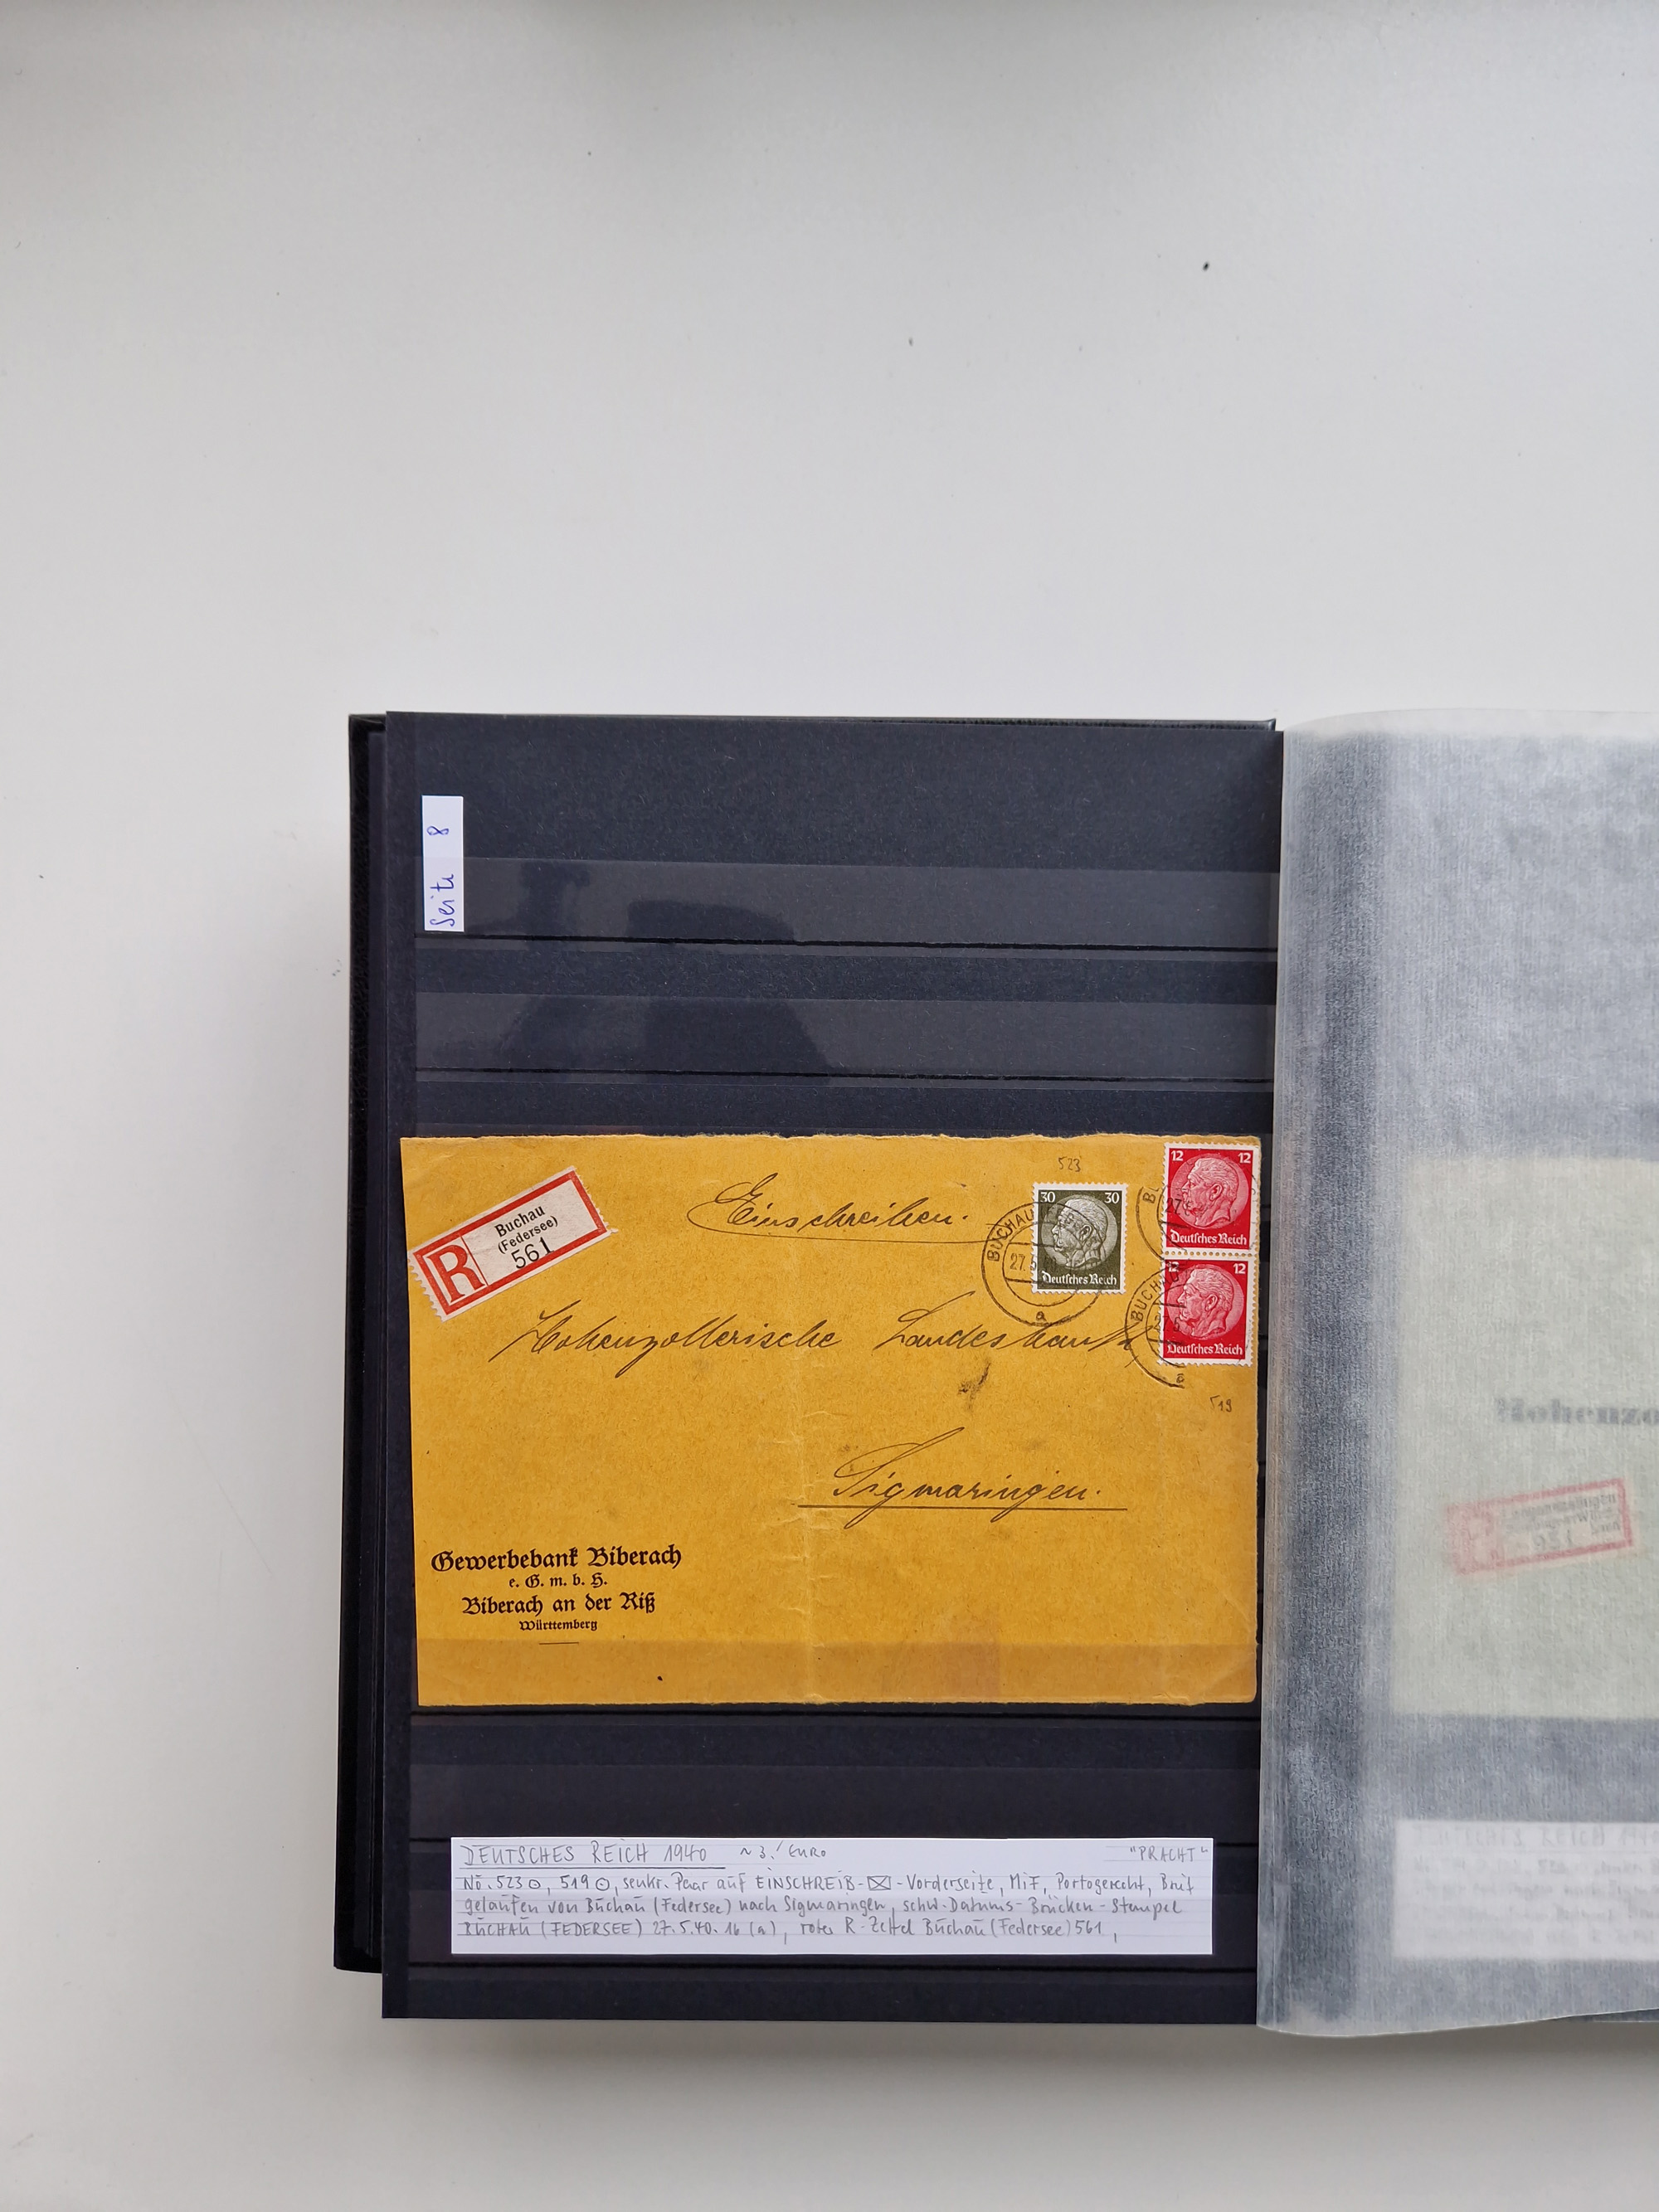 Seite 8
R
Buchau
(Federsee)
561
Einschreiben.
523
30 30
Deutsches Reich
BUCHAU
27.5
a
12 12
Deutsches Reich
12 12
Deutsches Reich
BUCHAU
27.5
a
519
Hohenzollerische Landesbank,
Sigmaringen.
Gewerbebank Biberach
e. G. m. b. H.
Biberach an der Riß
Württemberg
Hohenzo
DEUTSCHES REICH 1940 ~3.! EURO "PRACHT"
No. 523⊙, 519⊙, senkr. Paar auf EINSCHREIB-✉-Vorderseite, MiF, Portogerecht, Brief
gelaufen von Buchau (Federsee) nach Sigmaringen, schw. Datums-Brücken-Stempel
BUCHAU (FEDERSEE) 27.5.40.16 (a), roter R-Zettel Buchau (Federsee) 561,